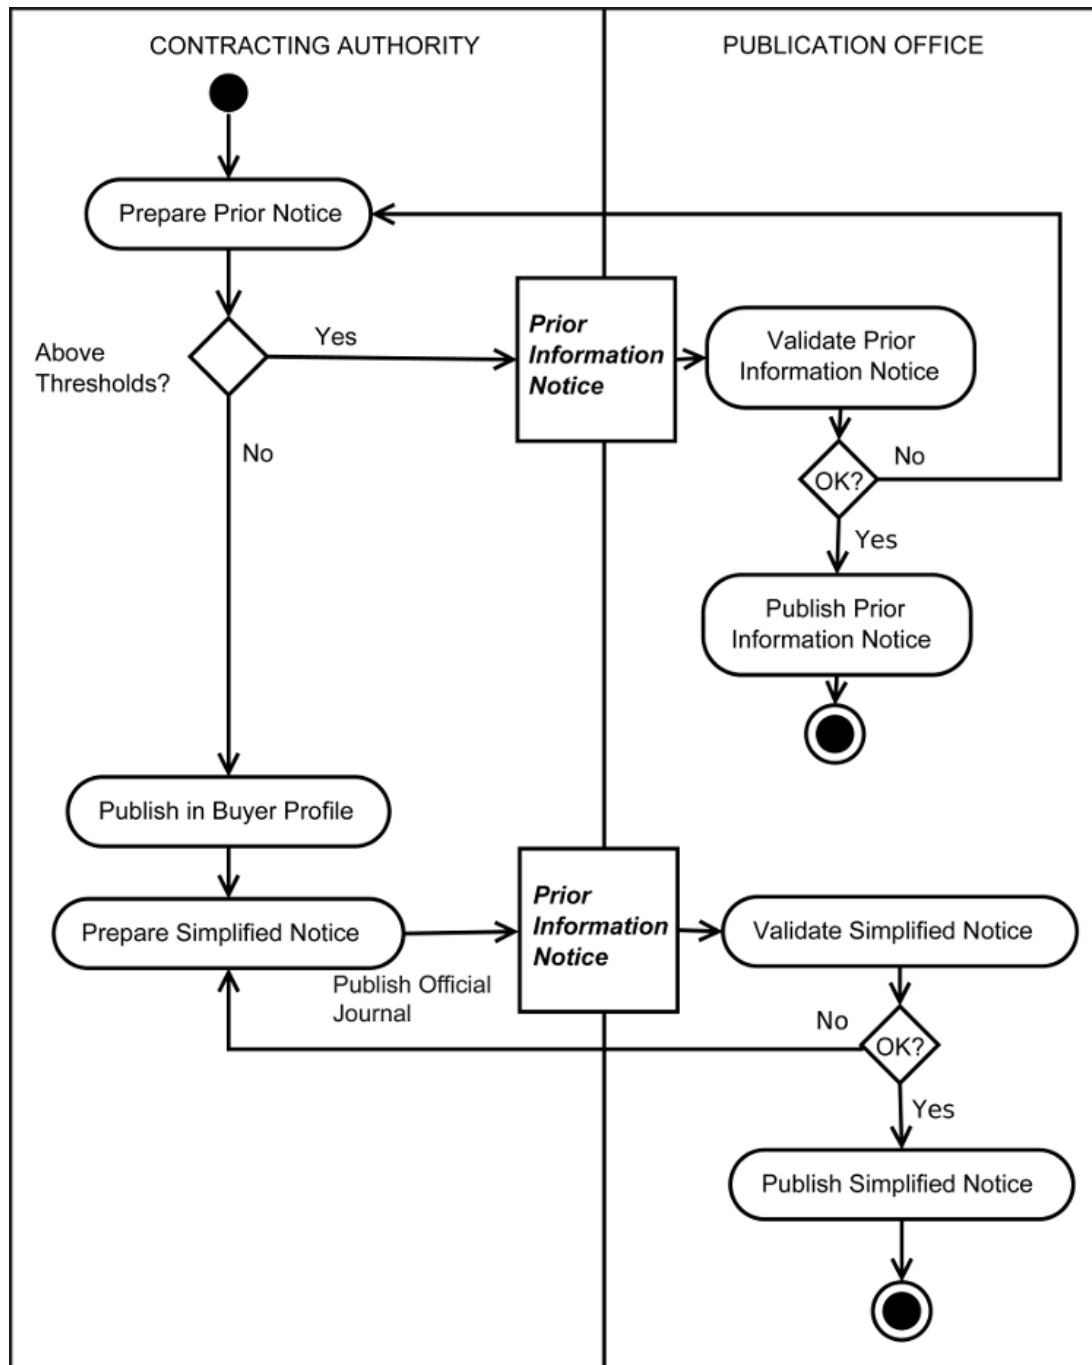 CONTRACTING AUTHORITY
PUBLICATION OFFICE
Prepare Prior Notice
Above
Thresholds?
Yes
No
Prior
Information
Notice
Validate Prior
Information Notice
OK?
No
Yes
Publish Prior
Information Notice
Publish in Buyer Profile
Prepare Simplified Notice
Publish Official
Journal
Prior
Information
Notice
Validate Simplified Notice
No
OK?
Yes
Publish Simplified Notice